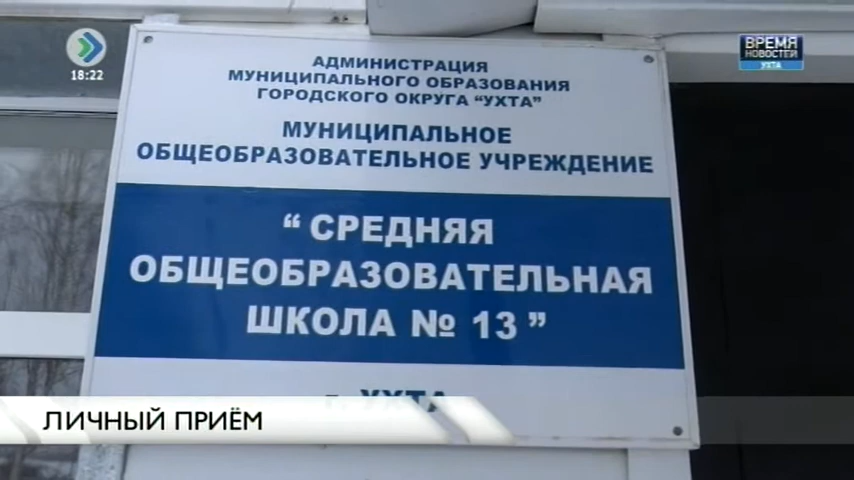 18:22
ВРЕМЯ
НОВОСТЕЙ
УХТА
АДМИНИСТРАЦИЯ
МУНИЦИПАЛЬНОГО ОБРАЗОВАНИЯ
ГОРОДСКОГО ОКРУГА "УХТА"
МУНИЦИПАЛЬНОЕ
ОБЩЕОБРАЗОВАТЕЛЬНОЕ УЧРЕЖДЕНИЕ
“ СРЕДНЯЯ
ОБЩЕОБРАЗОВАТЕЛЬНАЯ
ШКОЛА № 13 ”
г. УХТА
ЛИЧНЫЙ ПРИЁМ